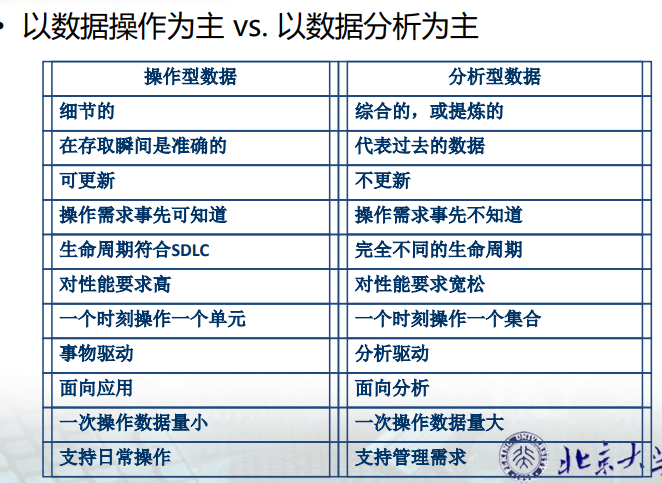 • 以数据操作为主 vs. 以数据分析为主
操作型数据 分析型数据
细节的 综合的，或提炼的
在存取瞬间是准确的 代表过去的数据
可更新 不更新
操作需求事先可知道 操作需求事先不知道
生命周期符合SDLC 完全不同的生命周期
对性能要求高 对性能要求宽松
一个时刻操作一个单元 一个时刻操作一个集合
事物驱动 分析驱动
面向应用 面向分析
一次操作数据量小 一次操作数据量大
支持日常操作 支持管理需求
北京大